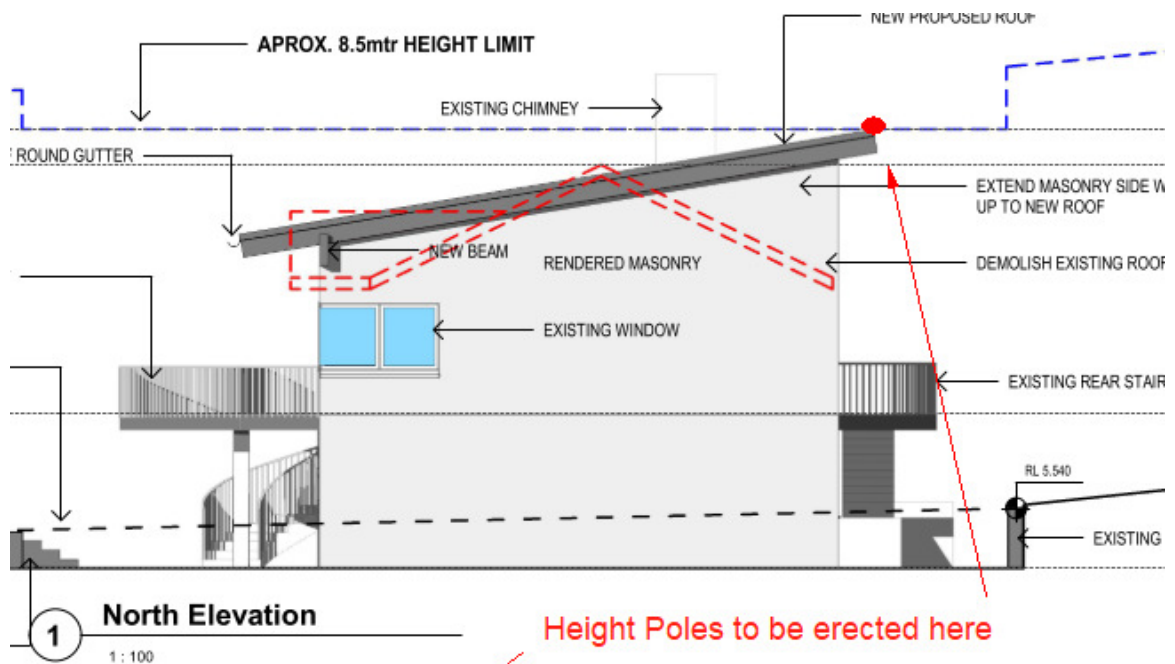 NEW PROPOSED ROOF
APROX. 8.5mtr HEIGHT LIMIT
EXISTING CHIMNEY
ROUND GUTTER
EXTEND MASONRY SIDE W
UP TO NEW ROOF
NEW BEAM
RENDERED MASONRY
DEMOLISH EXISTING ROOF
EXISTING WINDOW
EXISTING REAR STAIR
RL 5.540
EXISTING
1
North Elevation
1 : 100
Height Poles to be erected here